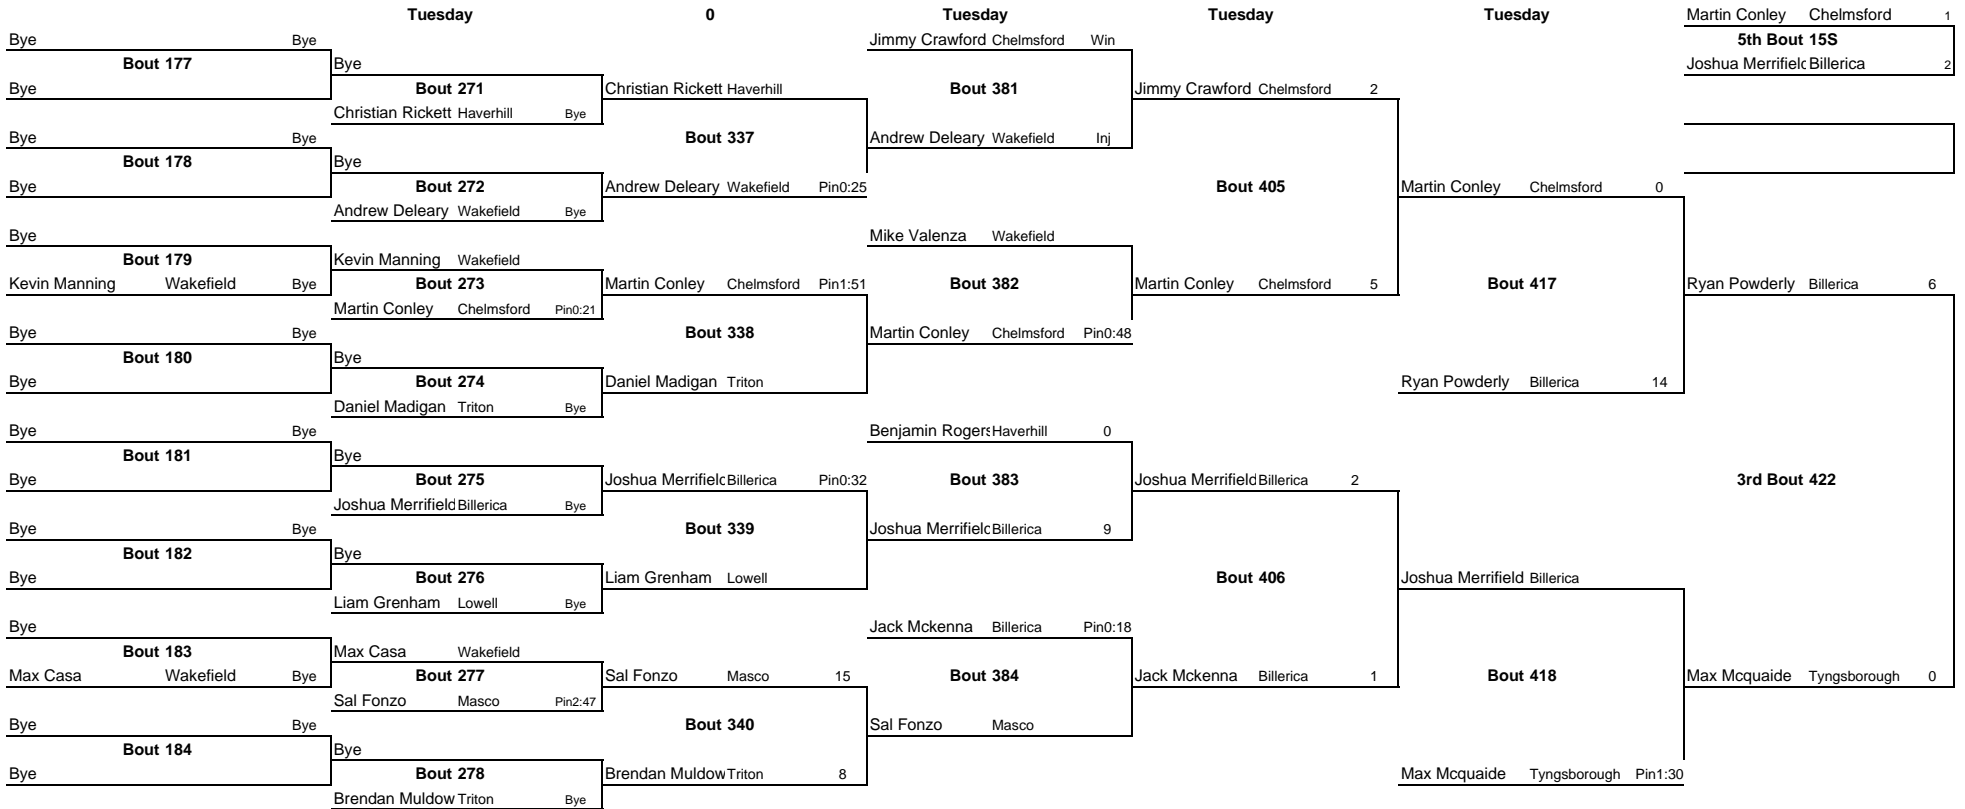 Tuesday 0 Tuesday Tuesday Tuesday Martin Conley Chelmsford 1
Bye Bye Jimmy Crawford Chelmsford Win 5th Bout 15S
Bout 177 Bye Joshua Merrifielc Billerica 2
Bye Bout 271 Christian Rickett Haverhill Bout 381 Jimmy Crawford Chelmsford 2
Christian Rickett Haverhill Bye
Bye Bye Bout 337 Andrew Deleary Wakefield Inj
Bout 178 Bye
Bye Bout 272 Andrew Deleary Wakefield Pin0:25 Bout 405 Martin Conley Chelmsford 0
Andrew Deleary Wakefield Bye
Bye Mike Valenza Wakefield
Bout 179 Kevin Manning Wakefield
Kevin Manning Wakefield Bye Bout 273 Martin Conley Chelmsford Pin1:51 Bout 382 Martin Conley Chelmsford 5 Bout 417 Ryan Powderly Billerica 6
Martin Conley Chelmsford Pin0:21
Bye Bye Bout 338 Martin Conley Chelmsford Pin0:48
Bout 180 Bye
Bye Bout 274 Daniel Madigan Triton Ryan Powderly Billerica 14
Daniel Madigan Triton Bye
Bye Bye Benjamin Rogers Haverhill 0
Bout 181 Bye
Bye Bout 275 Joshua Merrifielc Billerica Pin0:32 Bout 383 Joshua Merrifield Billerica 2 3rd Bout 422
Joshua Merrifield Billerica Bye
Bye Bye Bout 339 Joshua Merrifielc Billerica 9
Bout 182 Bye
Bye Bout 276 Liam Grenham Lowell Bout 406 Joshua Merrifield Billerica
Liam Grenham Lowell Bye
Bye Jack Mckenna Billerica Pin0:18
Bout 183 Max Casa Wakefield
Max Casa Wakefield Bye Bout 277 Sal Fonzo Masco 15 Bout 384 Jack Mckenna Billerica 1 Bout 418 Max Mcquaide Tyngsborough 0
Sal Fonzo Masco Pin2:47
Bye Bye Bout 340 Sal Fonzo Masco
Bout 184 Bye
Bye Bout 278 Brendan Muldow Triton 8 Max Mcquaide Tyngsborough Pin1:30
Brendan Muldow Triton Bye